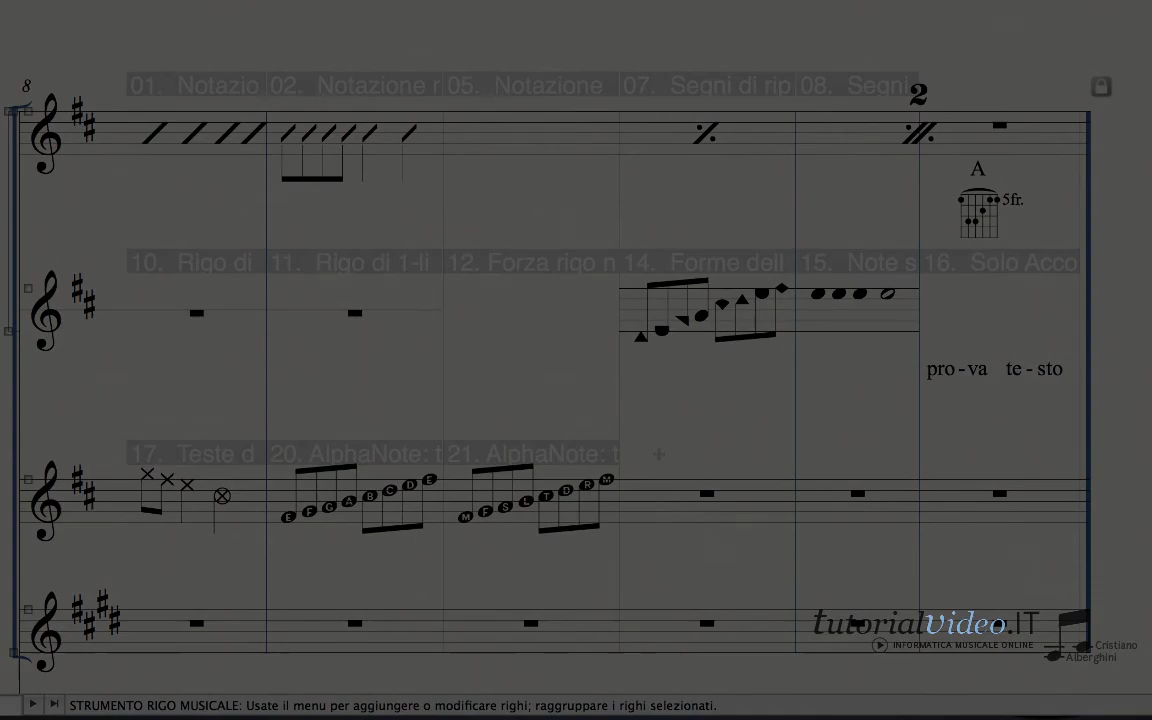 8
01. Notazio 02. Notazione r 05. Notazione 07. Segni di rip 08. Segni
2
A
5fr.
10. Rigo di 11. Rigo di 1-li 12. Forza rigo n 14. Forme dell 15. Note s 16. Solo Acco
pro - va te - sto
17. Teste d 20. AlphaNote: t 21. AlphaNote: t
E F G A B C D E M F S L T D R M
tutorialvideo.IT
INFORMATICA MUSICALE ONLINE
Cristiano
Alberghini
STRUMENTO RIGO MUSICALE: Usate il menu per aggiungere o modificare righi; raggruppare i righi selezionati.